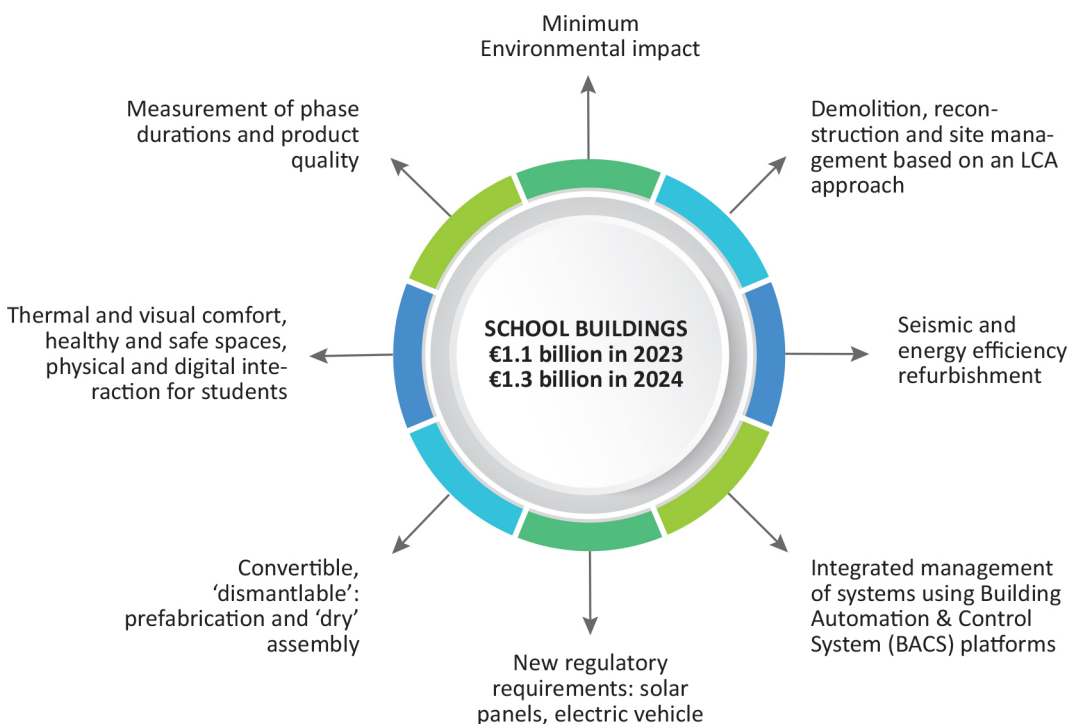 Minimum
Environmental impact
Measurement of phase
durations and product
quality
Demolition, recon-
struction and site mana-
gement based on an LCA
approach
Thermal and visual comfort,
healthy and safe spaces,
physical and digital inte-
raction for students
SCHOOL BUILDINGS
€1.1 billion in 2023
€1.3 billion in 2024
Seismic and
energy efficiency
refurbishment
Convertible,
‘dismantlable’:
prefabrication and ‘dry’
assembly
Integrated management
of systems using Building
Automation & Control
System (BACS) platforms
New regulatory
requirements: solar
panels, electric vehicle